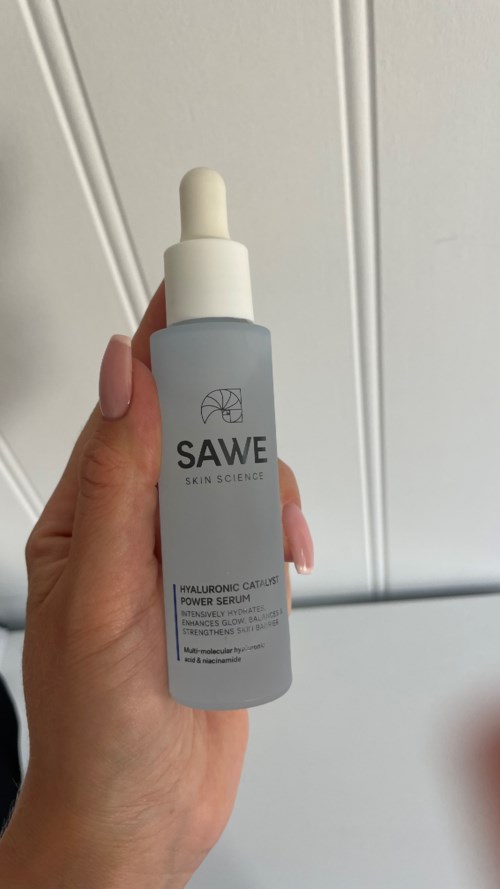 SAWE
SKIN SCIENCE
HYALURONIC CATALYST
POWER SERUM
INTENSIVELY HYDRATES,
ENHANCES GLOW, BALANCES &
STRENGTHENS SKIN BARRIER
Multi-molecular hyaluronic
acid & niacinamide